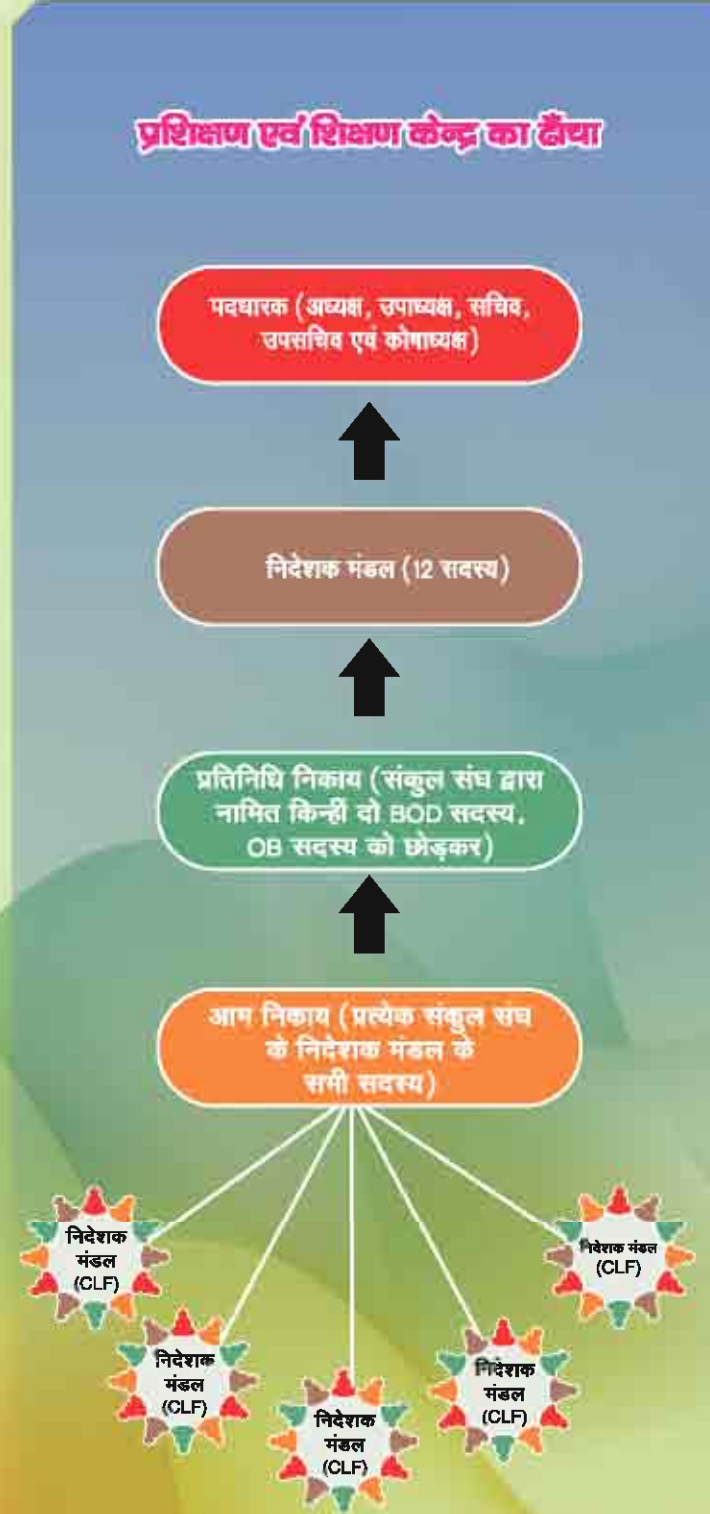 प्रशिक्षण एवं शिक्षण केन्द्र का ढाँचा
पदधारक (अध्यक्ष, उपाध्यक्ष, सचिव,
उपसचिव एवं कोषाध्यक्ष)
निदेशक मंडल (12 सदस्य)
प्रतिनिधि निकाय (संकुल संघ द्वारा
नामित किन्हीं दो BOD सदस्य,
OB सदस्य को छोड़कर)
आम निकाय (प्रत्येक संकुल संघ
के निदेशक मंडल के
सभी सदस्य)
निदेशक
मंडल
(CLF)
निदेशक
मंडल
(CLF)
निदेशक
मंडल
(CLF)
निदेशक
मंडल
(CLF)
निदेशक मंडल
(CLF)